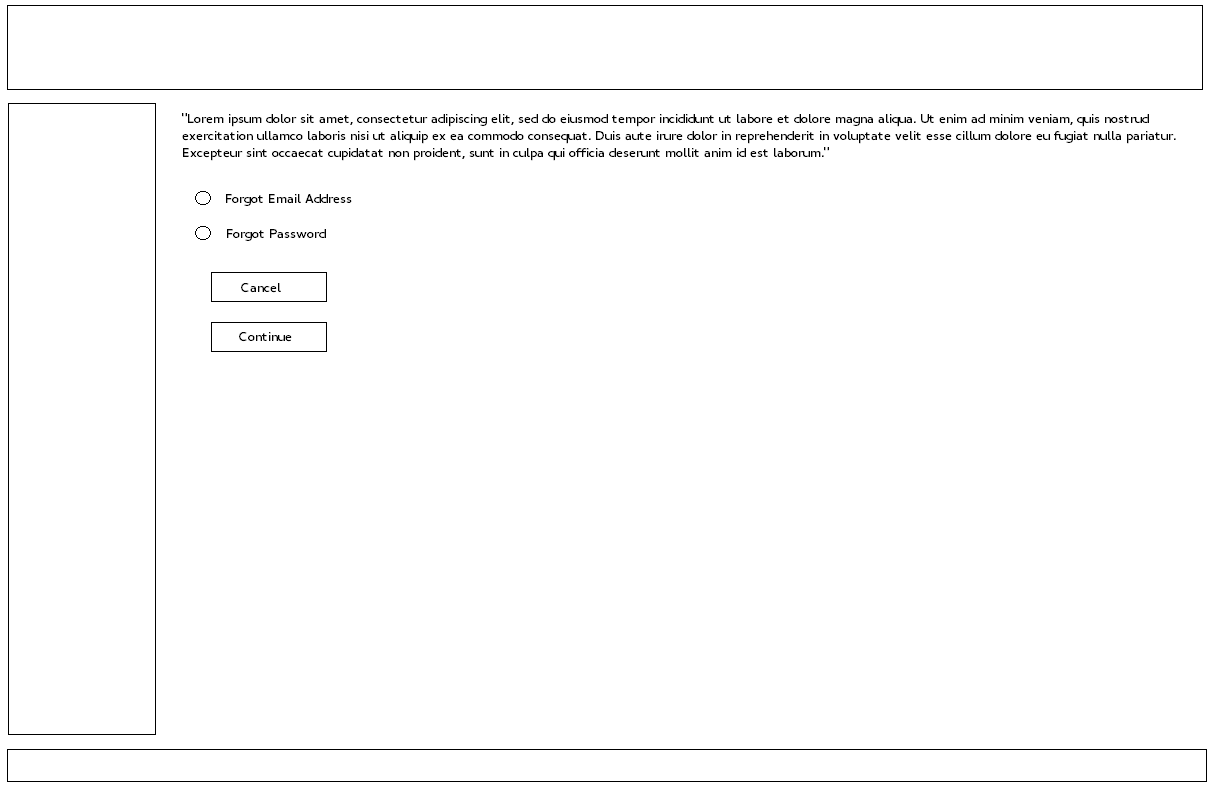 "Lorem ipsum dolor sit amet, consectetur adipiscing elit, sed do eiusmod tempor incididunt ut labore et dolore magna aliqua. Ut enim ad minim veniam, quis nostrud
exercitation ullamco laboris nisi ut aliquip ex ea commodo consequat. Duis aute irure dolor in reprehenderit in voluptate velit esse cillum dolore eu fugiat nulla pariatur.
Excepteur sint occaecat cupidatat non proident, sunt in culpa qui officia deserunt mollit anim id est laborum."
Forgot Email Address
Forgot Password
Cancel
Continue